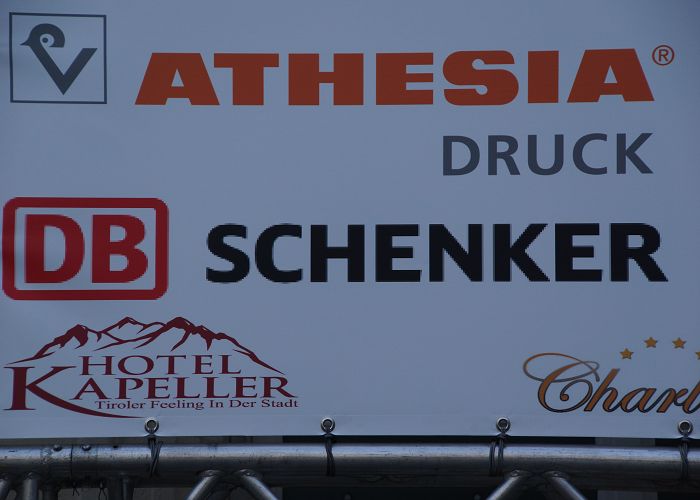 ATHESIA®
DRUCK
DB SCHENKER
HOTEL
KAPELLER
Tiroler Feeling In Der Stadt